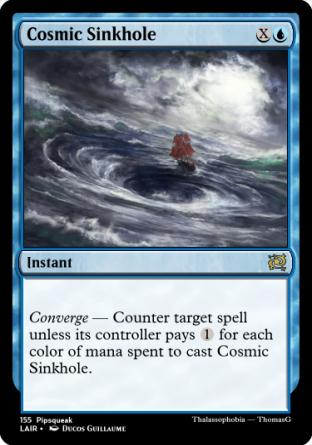 Cosmic Sinkhole X
Instant
Converge — Counter target spell
unless its controller pays 1 for each
color of mana spent to cast Cosmic
Sinkhole.
155 Pipsqueak
Thalassophobia — ThomasG
LAIR • Ducos Guillaume